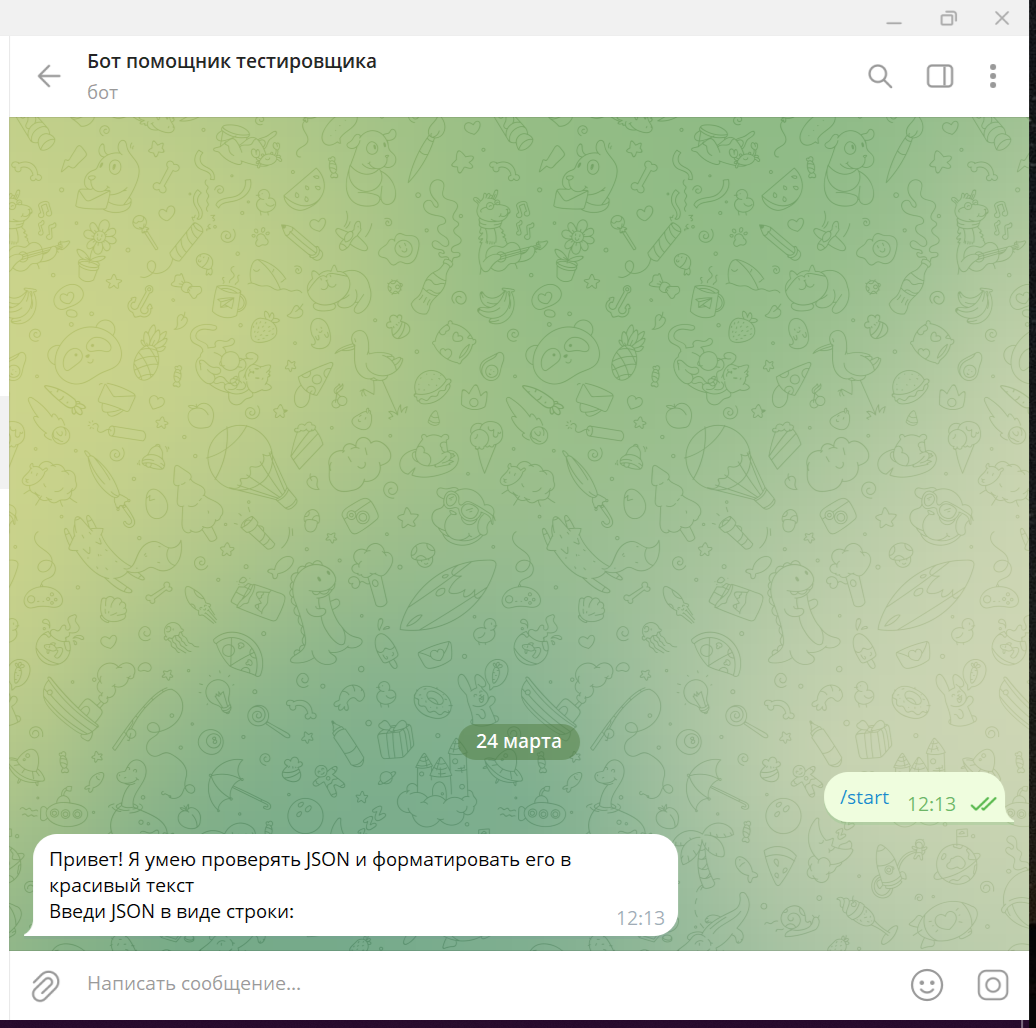 Бот помощник тестировщика
бот
24 марта
/start 12:13
Привет! Я умею проверять JSON и форматировать его в
красивый текст
Введи JSON в виде строки:
12:13
Написать сообщение...